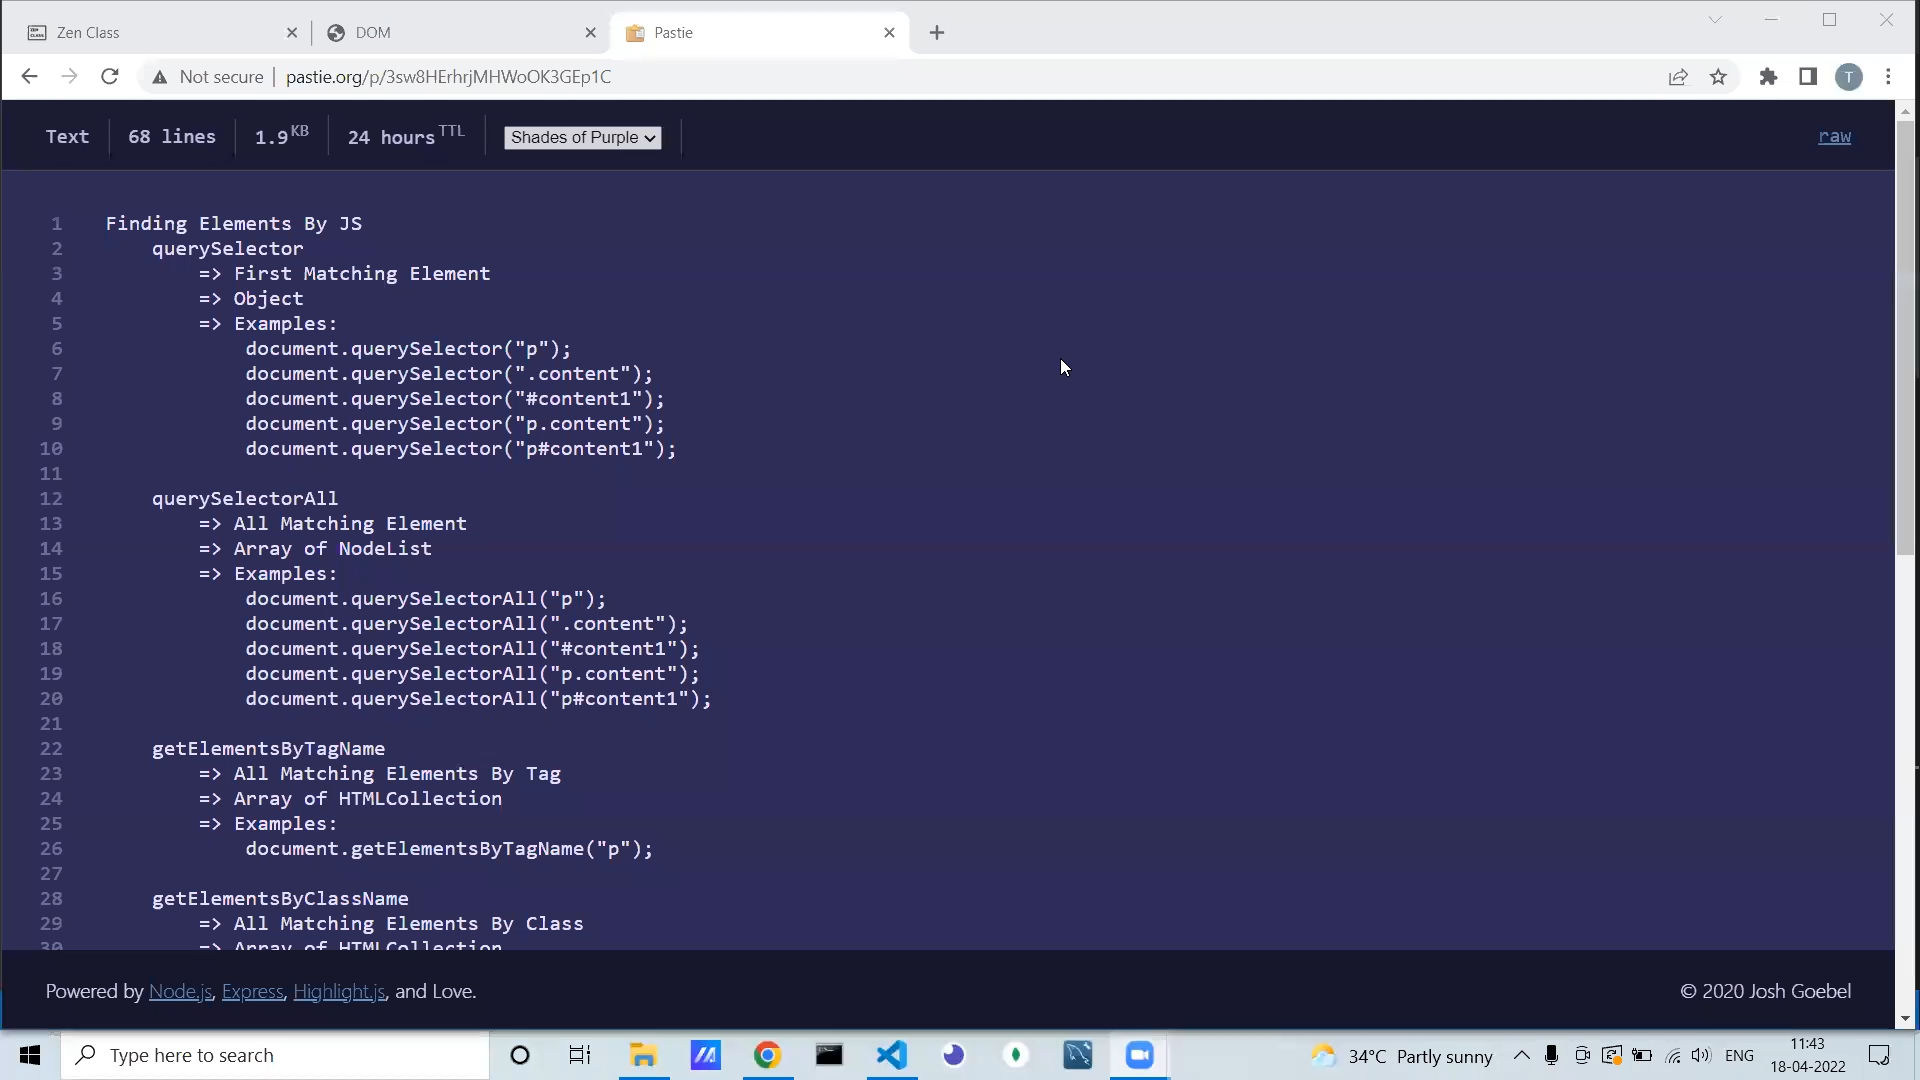 Zen Class
DOM
Pastie
Not secure | pastie.org/p/3sw8HErhrjMHWoOK3GEp1C
T
Text
68 lines
1.9 KB
24 hours TTL
Shades of Purple
raw
1 Finding Elements By JS
2 querySelector
3 => First Matching Element
4 => Object
5 => Examples:
6 document.querySelector("p");
7 document.querySelector(".content");
8 document.querySelector("#content1");
9 document.querySelector("p.content");
10 document.querySelector("p#content1");
11
12 querySelectorAll
13 => All Matching Element
14 => Array of NodeList
15 => Examples:
16 document.querySelectorAll("p");
17 document.querySelectorAll(".content");
18 document.querySelectorAll("#content1");
19 document.querySelectorAll("p.content");
20 document.querySelectorAll("p#content1");
21
22 getElementsByTagName
23 => All Matching Elements By Tag
24 => Array of HTMLCollection
25 => Examples:
26 document.getElementsByTagName("p");
27
28 getElementsByClassName
29 => All Matching Elements By Class
30 => Array of HTMLCollection
Powered by Node.js, Express, Highlight.js, and Love.
© 2020 Josh Goebel
Type here to search
34°C Partly sunny
ENG
11:43
18-04-2022